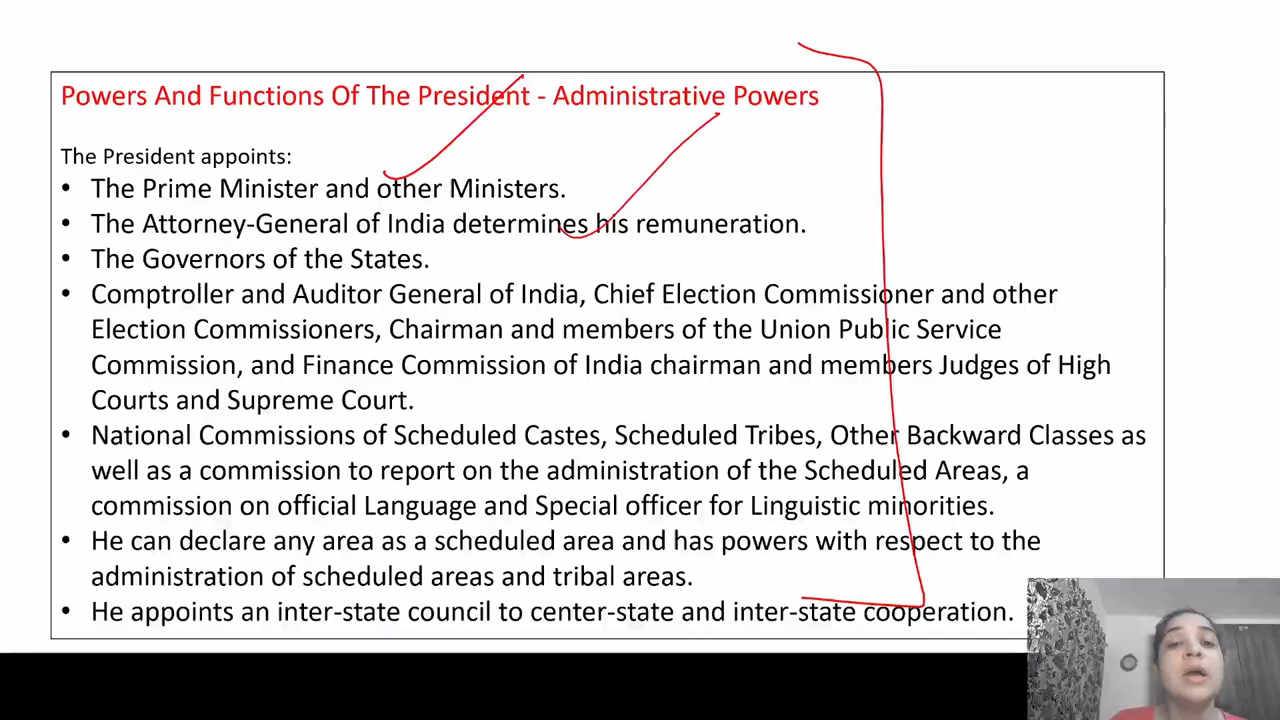 Powers And Functions Of The President - Administrative Powers
The President appoints:
• The Prime Minister and other Ministers.
• The Attorney-General of India determines his remuneration.
• The Governors of the States.
• Comptroller and Auditor General of India, Chief Election Commissioner and other
Election Commissioners, Chairman and members of the Union Public Service
Commission, and Finance Commission of India chairman and members Judges of High
Courts and Supreme Court.
• National Commissions of Scheduled Castes, Scheduled Tribes, Other Backward Classes as
well as a commission to report on the administration of the Scheduled Areas, a
commission on official Language and Special officer for Linguistic minorities.
• He can declare any area as a scheduled area and has powers with respect to the
administration of scheduled areas and tribal areas.
• He appoints an inter-state council to center-state and inter-state cooperation.